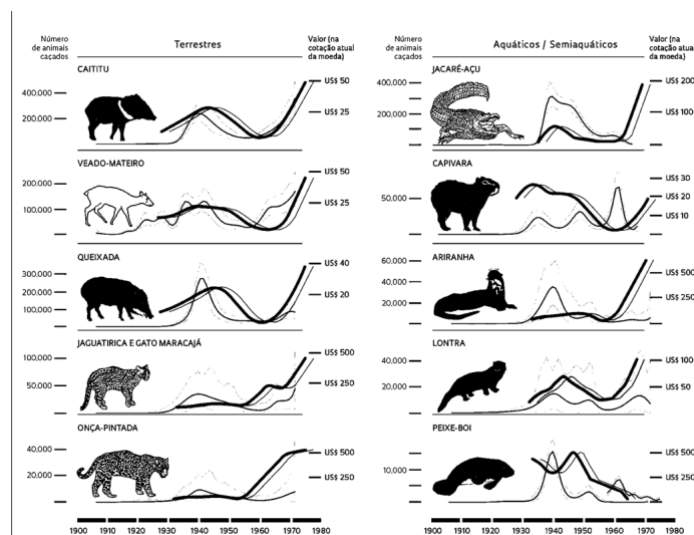 Número
de animais
caçados
Terrestres
Valor (na
cotação atual
da moeda)
CAITITU
400.000
200.000
US$ 50
US$ 25
VEADO-MATEIRO
200.000
100.000
US$ 50
US$ 25
QUEIXADA
300.000
200.000
100.000
US$ 40
US$ 20
JAGUATIRICA E GATO MARACAJÁ
100.000
50.000
US$ 500
US$ 250
ONÇA-PINTADA
40.000
20.000
US$ 500
US$ 250
1900 1910 1920 1930 1940 1950 1960 1970 1980
Número
de animais
caçados
Aquáticos / Semiaquáticos
Valor (na
cotação atual
da moeda)
JACARÉ-AÇU
400.000
200.000
US$ 200
US$ 100
CAPIVARA
50.000
US$ 30
US$ 20
US$ 10
ARIRANHA
60.000
40.000
20.000
US$ 500
US$ 250
LONTRA
40.000
20.000
US$ 100
US$ 50
PEIXE-BOI
10.000
US$ 500
US$ 250
1900 1910 1920 1930 1940 1950 1960 1970 1980